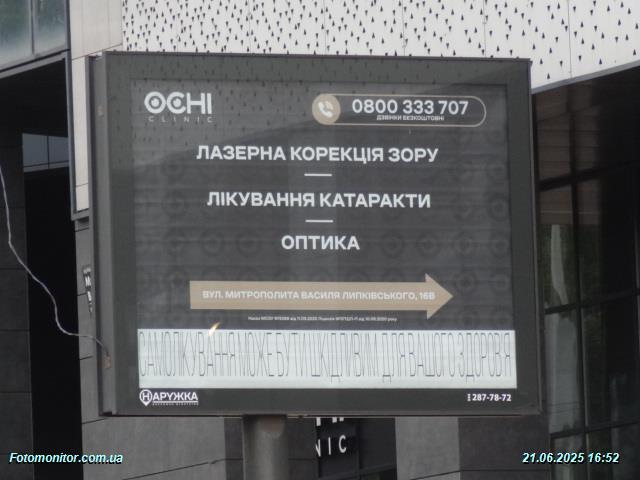 OCHI
CLINIC
0800 333 707
ДЗВІНКИ БЕЗКОШТОВНІ
ЛАЗЕРНА КОРЕКЦІЯ ЗОРУ
ЛІКУВАННЯ КАТАРАКТИ
ОПТИКА
ВУЛ. МИТРОПОЛИТА ВАСИЛЯ ЛИПКІВСЬКОГО, 16В
САМОЛІКУВАННЯ МОЖЕ БУТИ ШКІДЛИВИМ ДЛЯ ВАШОГО ЗДОРОВ'Я
НАРУЖКА
287-78-72
NIC
Fotomonitor.com.ua
21.06.2025 16:52